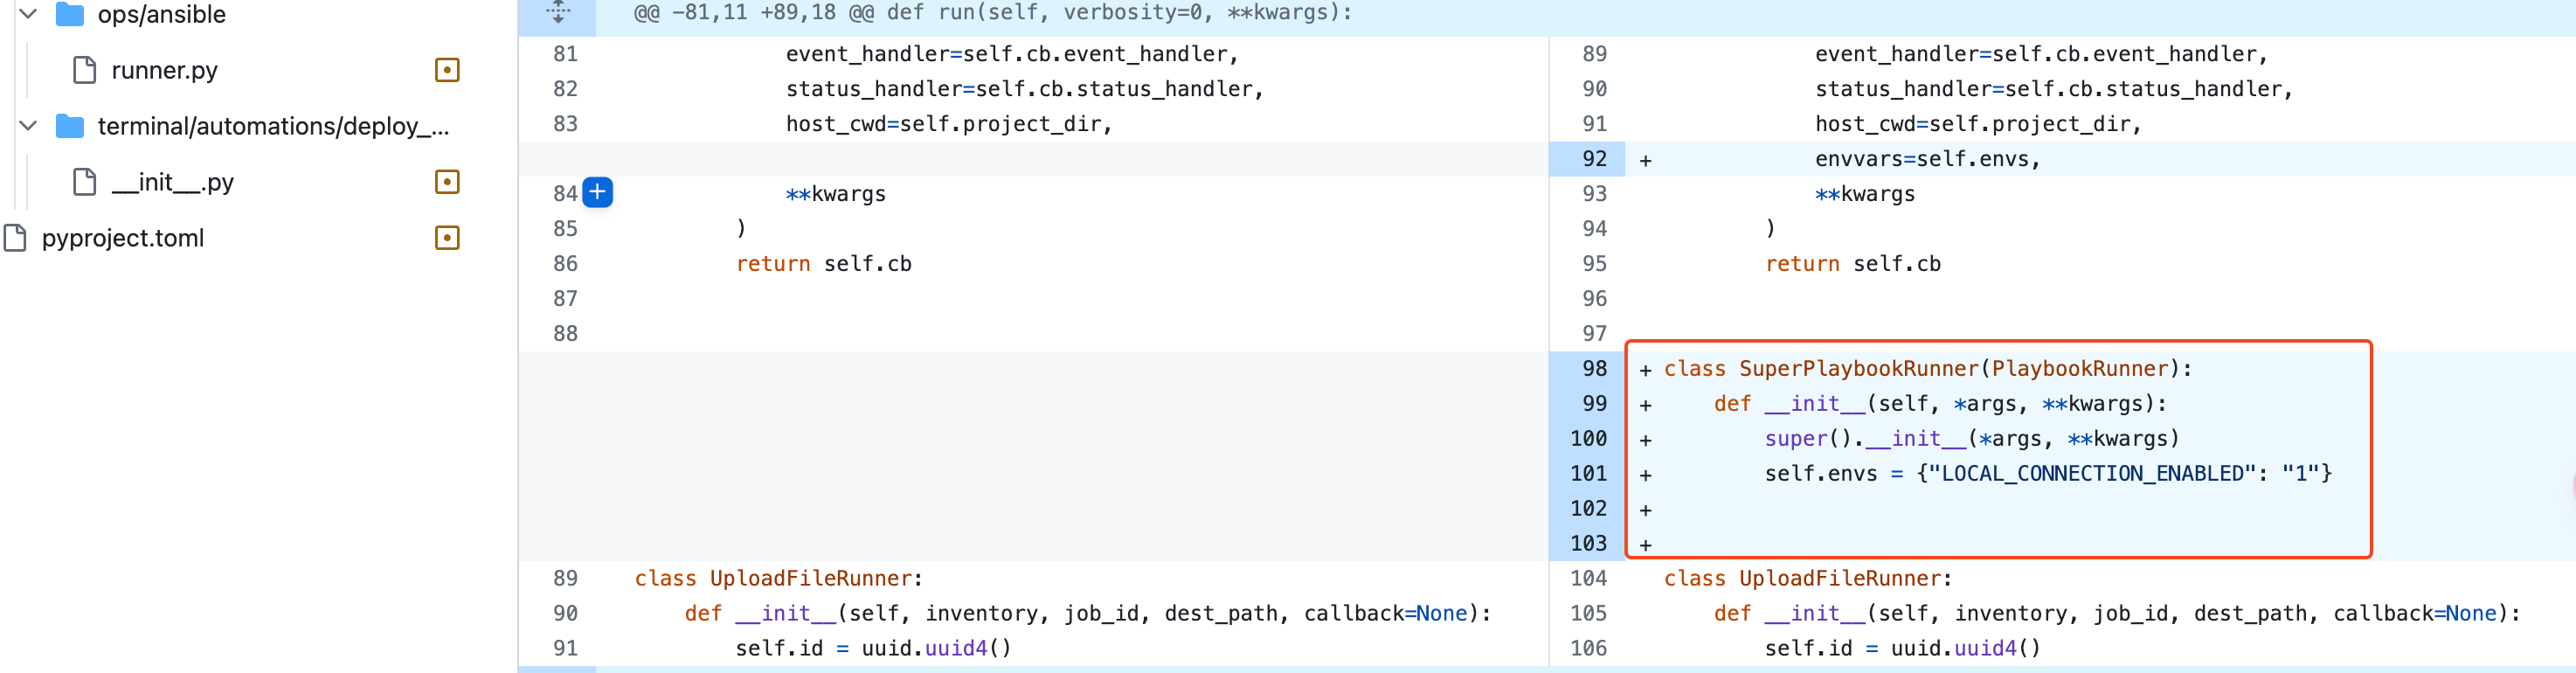 ops/ansible
runner.py
terminal/automations/deploy_...
__init__.py
pyproject.toml
@@ -81,11 +89,18 @@ def run(self, verbosity=0, **kwargs):
81 event_handler=self.cb.event_handler,
82 status_handler=self.cb.status_handler,
83 host_cwd=self.project_dir,
84 **kwargs
85 )
86 return self.cb
87
88
89 class UploadFileRunner:
90 def __init__(self, inventory, job_id, dest_path, callback=None):
91 self.id = uuid.uuid4()
89 event_handler=self.cb.event_handler,
90 status_handler=self.cb.status_handler,
91 host_cwd=self.project_dir,
92 + envvars=self.envs,
93 **kwargs
94 )
95 return self.cb
96
97
98 + class SuperPlaybookRunner(PlaybookRunner):
99 + def __init__(self, *args, **kwargs):
100 + super().__init__(*args, **kwargs)
101 + self.envs = {"LOCAL_CONNECTION_ENABLED": "1"}
102 +
103 +
104 class UploadFileRunner:
105 def __init__(self, inventory, job_id, dest_path, callback=None):
106 self.id = uuid.uuid4()